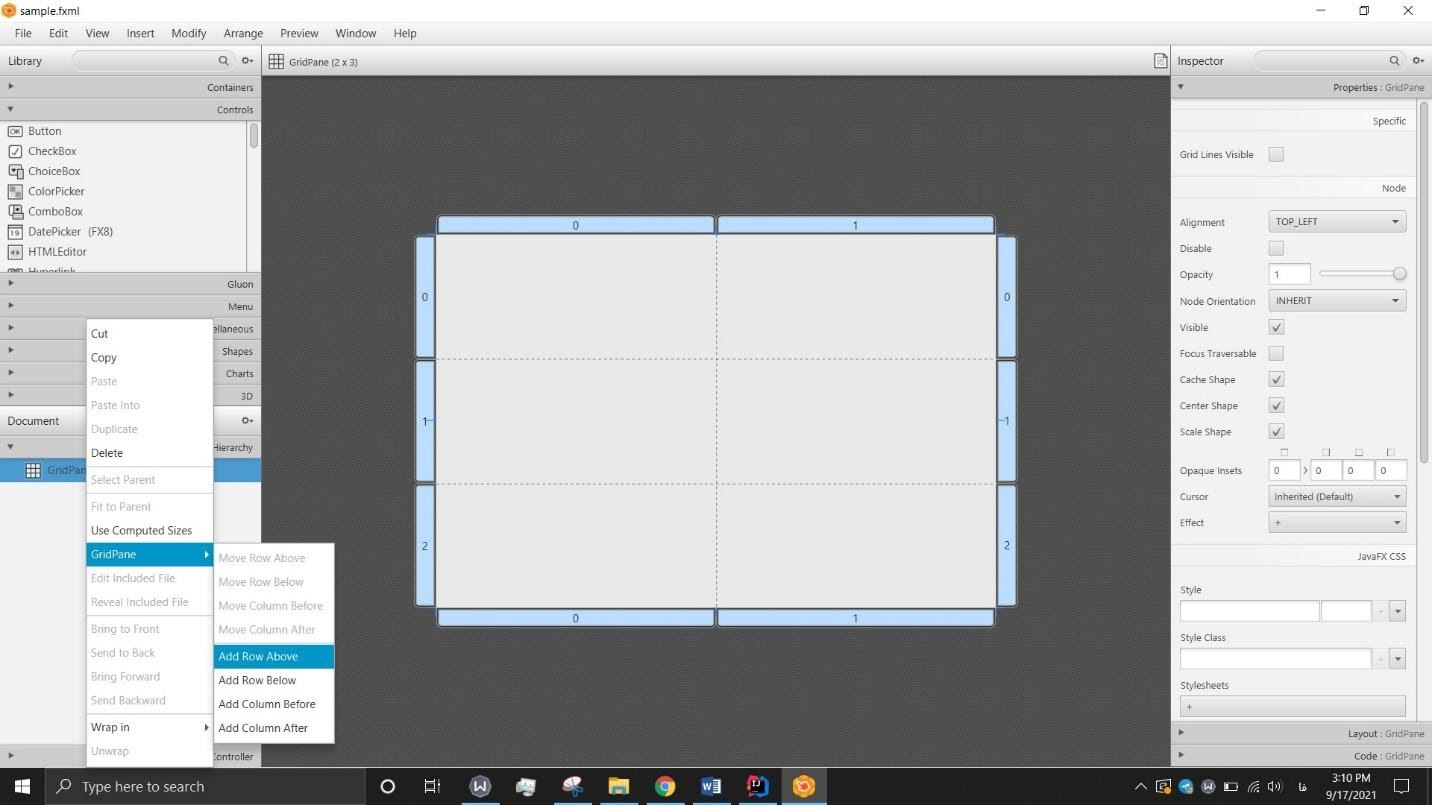 sample.fxml
File Edit View Insert Modify Arrange Preview Window Help
Library
Containers
Controls
OK Button
CheckBox
ChoiceBox
ColorPicker
ComboBox
19 DatePicker (FX8)
HTMLEditor
Hyperlink
Gluon
Menu
ellaneous
Shapes
Charts
3D
Document
Hierarchy
GridPan
Controller
Cut
Copy
Paste
Paste Into
Duplicate
Delete
Select Parent
Fit to Parent
Use Computed Sizes
GridPane
Edit Included File
Reveal Included File
Bring to Front
Send to Back
Bring Forward
Send Backward
Wrap in
Unwrap
Move Row Above
Move Row Below
Move Column Before
Move Column After
Add Row Above
Add Row Below
Add Column Before
Add Column After
GridPane (2 x 3)
0 1
0 0
1 1
2 2
0 1
Inspector
Properties : GridPane
Specific
Grid Lines Visible
Node
Alignment TOP_LEFT
Disable
Opacity 1
Node Orientation INHERIT
Visible
Focus Traversable
Cache Shape
Center Shape
Scale Shape
Opaque Insets 0 0 0 0
Cursor Inherited (Default)
Effect +
JavaFX CSS
Style
+
Style Class
+
Stylesheets
+
Layout : GridPane
Code : GridPane
Type here to search
W
IJ
فا
3:10 PM
9/17/2021